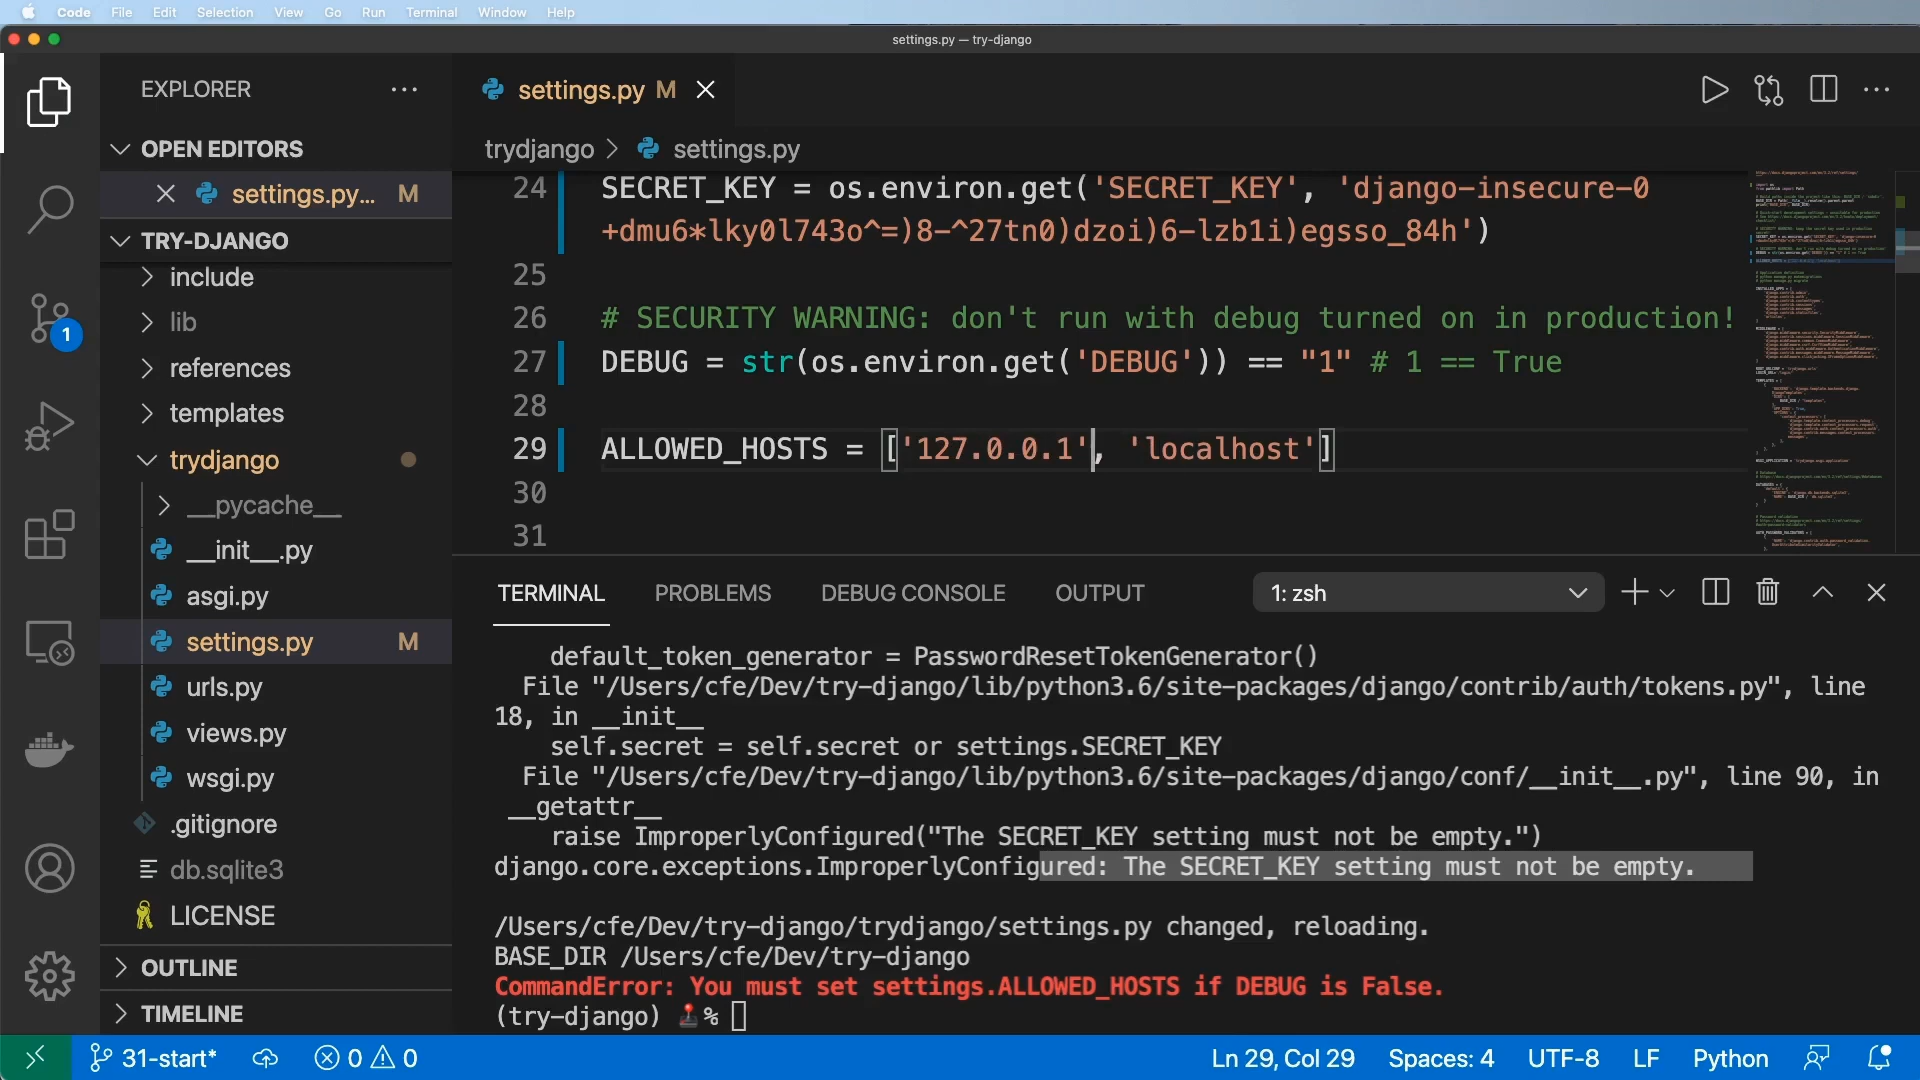 Code File Edit Selection View Go Run Terminal Window Help
settings.py — try-django
EXPLORER
OPEN EDITORS
settings.py... M
TRY-DJANGO
include
lib
references
templates
trydjango
__pycache__
__init__.py
asgi.py
settings.py M
urls.py
views.py
wsgi.py
.gitignore
db.sqlite3
LICENSE
OUTLINE
TIMELINE
1
settings.py M
trydjango > settings.py
24 SECRET_KEY = os.environ.get('SECRET_KEY', 'django-insecure-0
+dmu6*lky0l743o^=)8-^27tn0)dzoi)6-lzb1i)egsso_84h')
25
26 # SECURITY WARNING: don't run with debug turned on in production!
27 DEBUG = str(os.environ.get('DEBUG')) == "1" # 1 == True
28
29 ALLOWED_HOSTS = ['127.0.0.1', 'localhost']
30
31
TERMINAL PROBLEMS DEBUG CONSOLE OUTPUT 1: zsh
default_token_generator = PasswordResetTokenGenerator()
File "/Users/cfe/Dev/try-django/lib/python3.6/site-packages/django/contrib/auth/tokens.py", line
18, in __init__
self.secret = self.secret or settings.SECRET_KEY
File "/Users/cfe/Dev/try-django/lib/python3.6/site-packages/django/conf/__init__.py", line 90, in
__getattr__
raise ImproperlyConfigured("The SECRET_KEY setting must not be empty.")
django.core.exceptions.ImproperlyConfigured: The SECRET_KEY setting must not be empty.
/Users/cfe/Dev/try-django/trydjango/settings.py changed, reloading.
BASE_DIR /Users/cfe/Dev/try-django
CommandError: You must set settings.ALLOWED_HOSTS if DEBUG is False.
(try-django) 🕹% 
31-start* 0 0 Ln 29, Col 29 Spaces: 4 UTF-8 LF Python